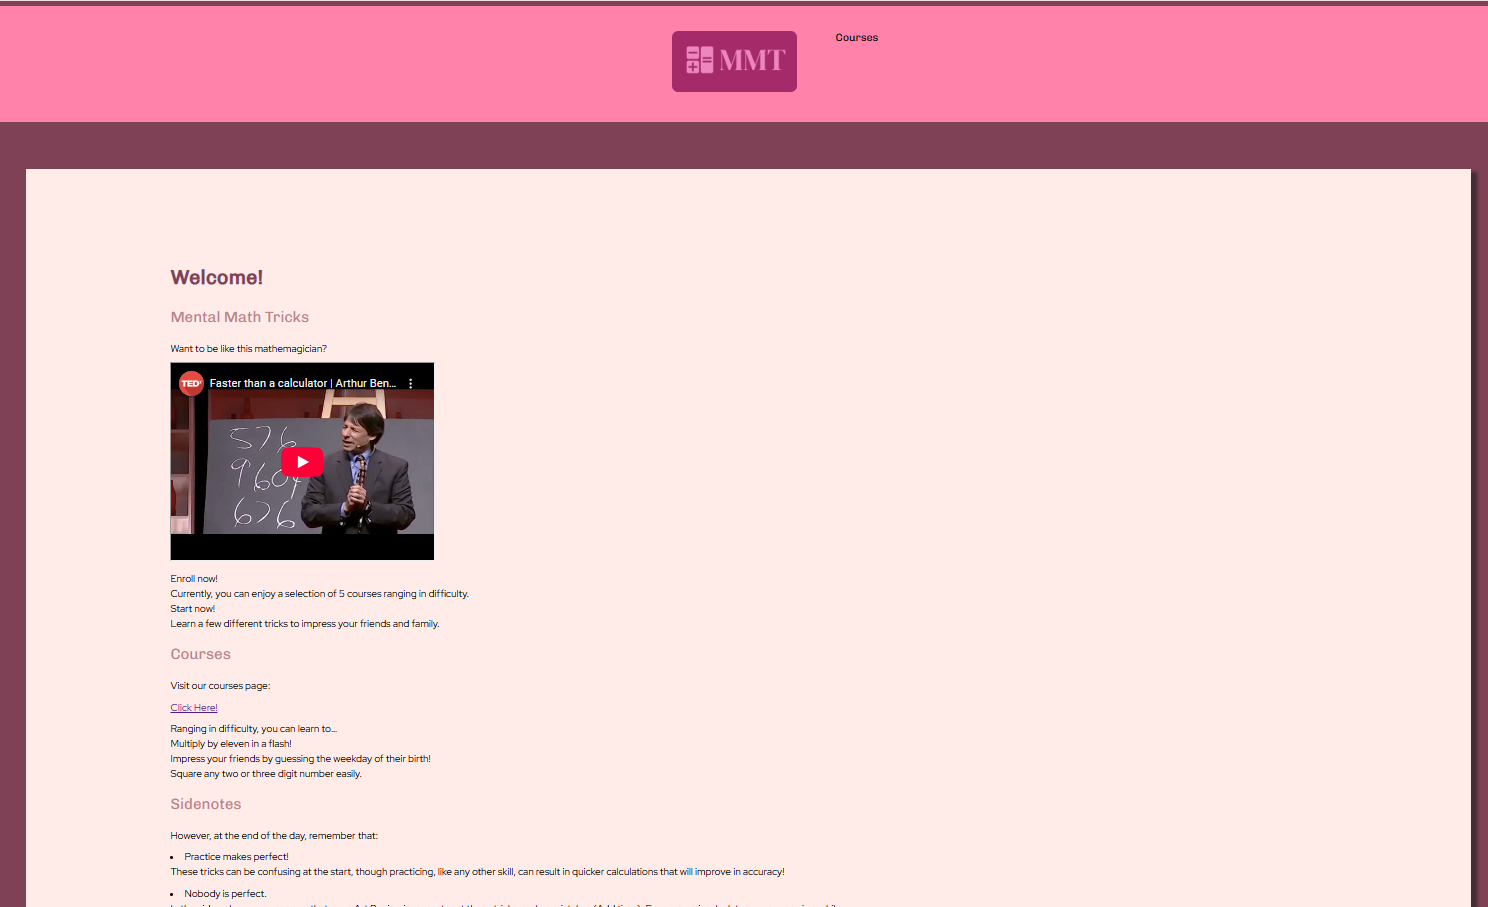 MMT
Courses
Welcome!
Mental Math Tricks
Want to be like this mathemagician?
TED
Faster than a calculator | Arthur Ben...
576
9604
676
Enroll now!
Currently, you can enjoy a selection of 5 courses ranging in difficulty.
Start now!
Learn a few different tricks to impress your friends and family.
Courses
Visit our courses page:
Click Here!
Ranging in difficulty, you can learn to...
Multiply by eleven in a flash!
Impress your friends by guessing the weekday of their birth!
Square any two or three digit number easily.
Sidenotes
However, at the end of the day, remember that:
• Practice makes perfect!
These tricks can be confusing at the start, though practicing, like any other skill, can result in quicker calculations that will improve in accuracy!
• Nobody is perfect.